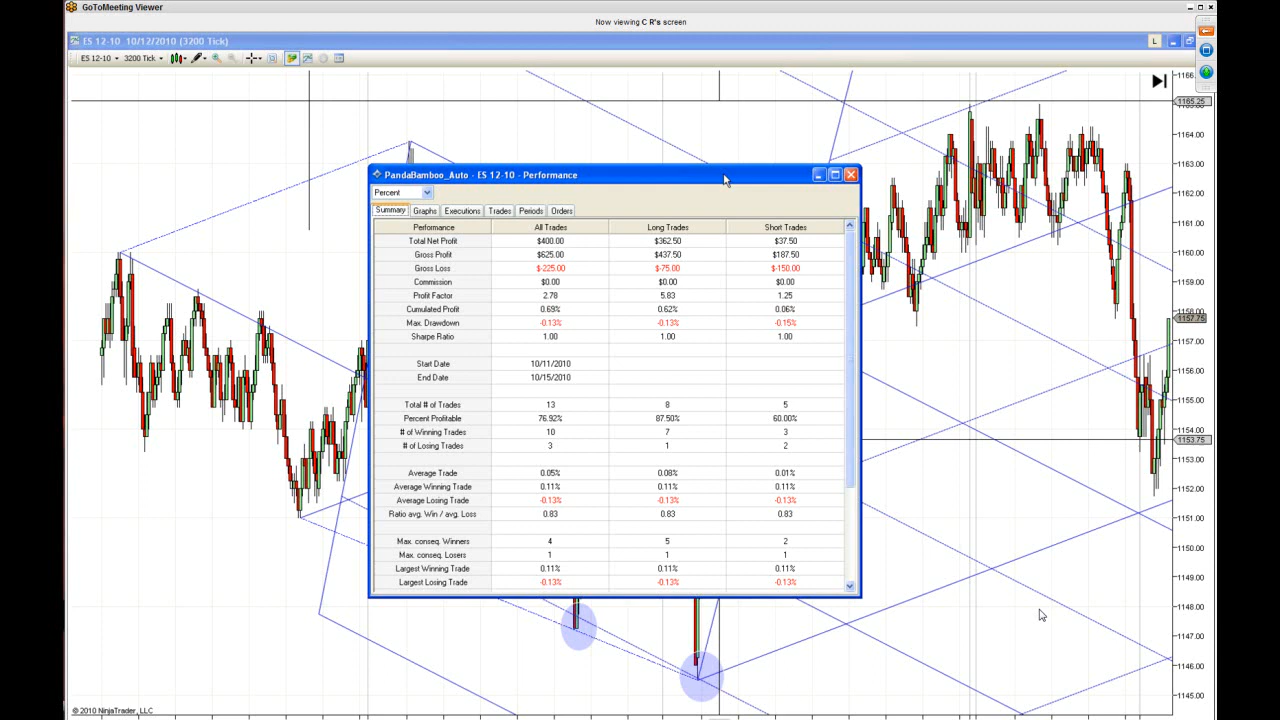 GoToMeeting Viewer
Now viewing C R's screen
ES 12-10 10/12/2010 (3200 Tick)
L
ES 12-10 3200 Tick
PandaBamboo_Auto - ES 12-10 - Performance
Percent
Summary Graphs Executions Trades Periods Orders
Performance All Trades Long Trades Short Trades
Total Net Profit $400.00 $362.50 $37.50
Gross Profit $625.00 $437.50 $187.50
Gross Loss $-225.00 $-75.00 $-150.00
Commission $0.00 $0.00 $0.00
Profit Factor 2.78 5.83 1.25
Cumulated Profit 0.69% 0.62% 0.06%
Max. Drawdown -0.13% -0.13% -0.15%
Sharpe Ratio 1.00 1.00 1.00
Start Date 10/11/2010
End Date 10/15/2010
Total # of Trades 13 8 5
Percent Profitable 76.92% 87.50% 60.00%
# of Winning Trades 10 7 3
# of Losing Trades 3 1 2
Average Trade 0.05% 0.08% 0.01%
Average Winning Trade 0.11% 0.11% 0.11%
Average Losing Trade -0.13% -0.13% -0.13%
Ratio avg. Win / avg. Loss 0.83 0.83 0.83
Max. conseq. Winners 4 5 2
Max. conseq. Losers 1 1 1
Largest Winning Trade 0.11% 0.11% 0.11%
Largest Losing Trade -0.13% -0.13% -0.13%
1165.25
1164.00
1163.00
1162.00
1161.00
1160.00
1159.00
1157.75
1157.00
1156.00
1155.00
1154.00
1153.75
1153.00
1152.00
1151.00
1150.00
1149.00
1148.00
1147.00
1146.00
1145.00
© 2010 NinjaTrader, LLC